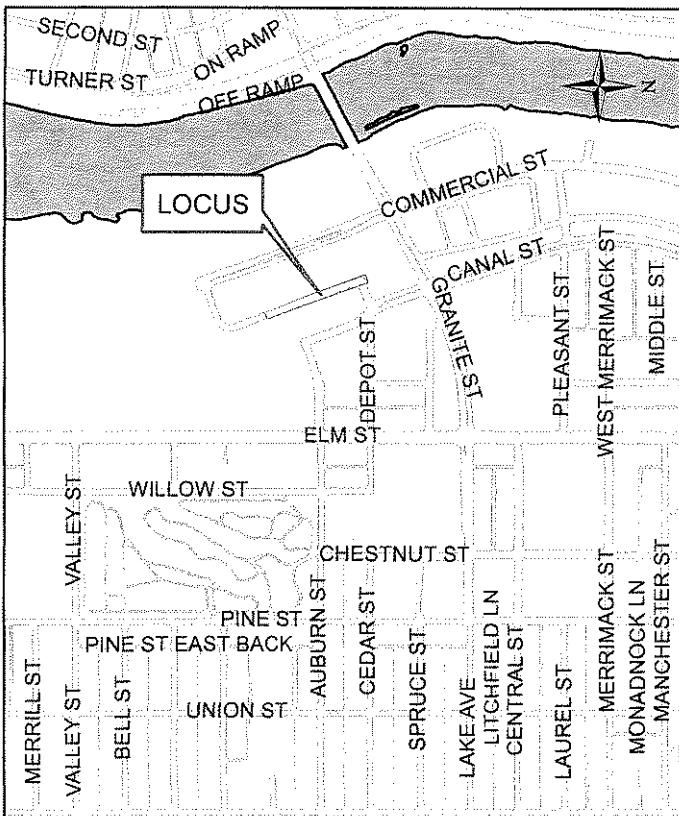 SECOND ST
ON RAMP
TURNER ST
OFF RAMP
N
LOCUS
COMMERCIAL ST
CANAL ST
GRANITE ST
PLEASANT ST
WEST MERRIMACK ST
MIDDLE ST
DEPOT ST
ELM ST
WILLOW ST
VALLEY ST
CHESTNUT ST
PINE ST
PINE ST EAST BACK
UNION ST
MERRILL ST
VALLEY ST
BELL ST
AUBURN ST
CEDAR ST
SPRUCE ST
LAKE AVE
LITCHFIELD LN
CENTRAL ST
LAUREL ST
MERRIMACK ST
MONADNOCK LN
MANCHESTER ST